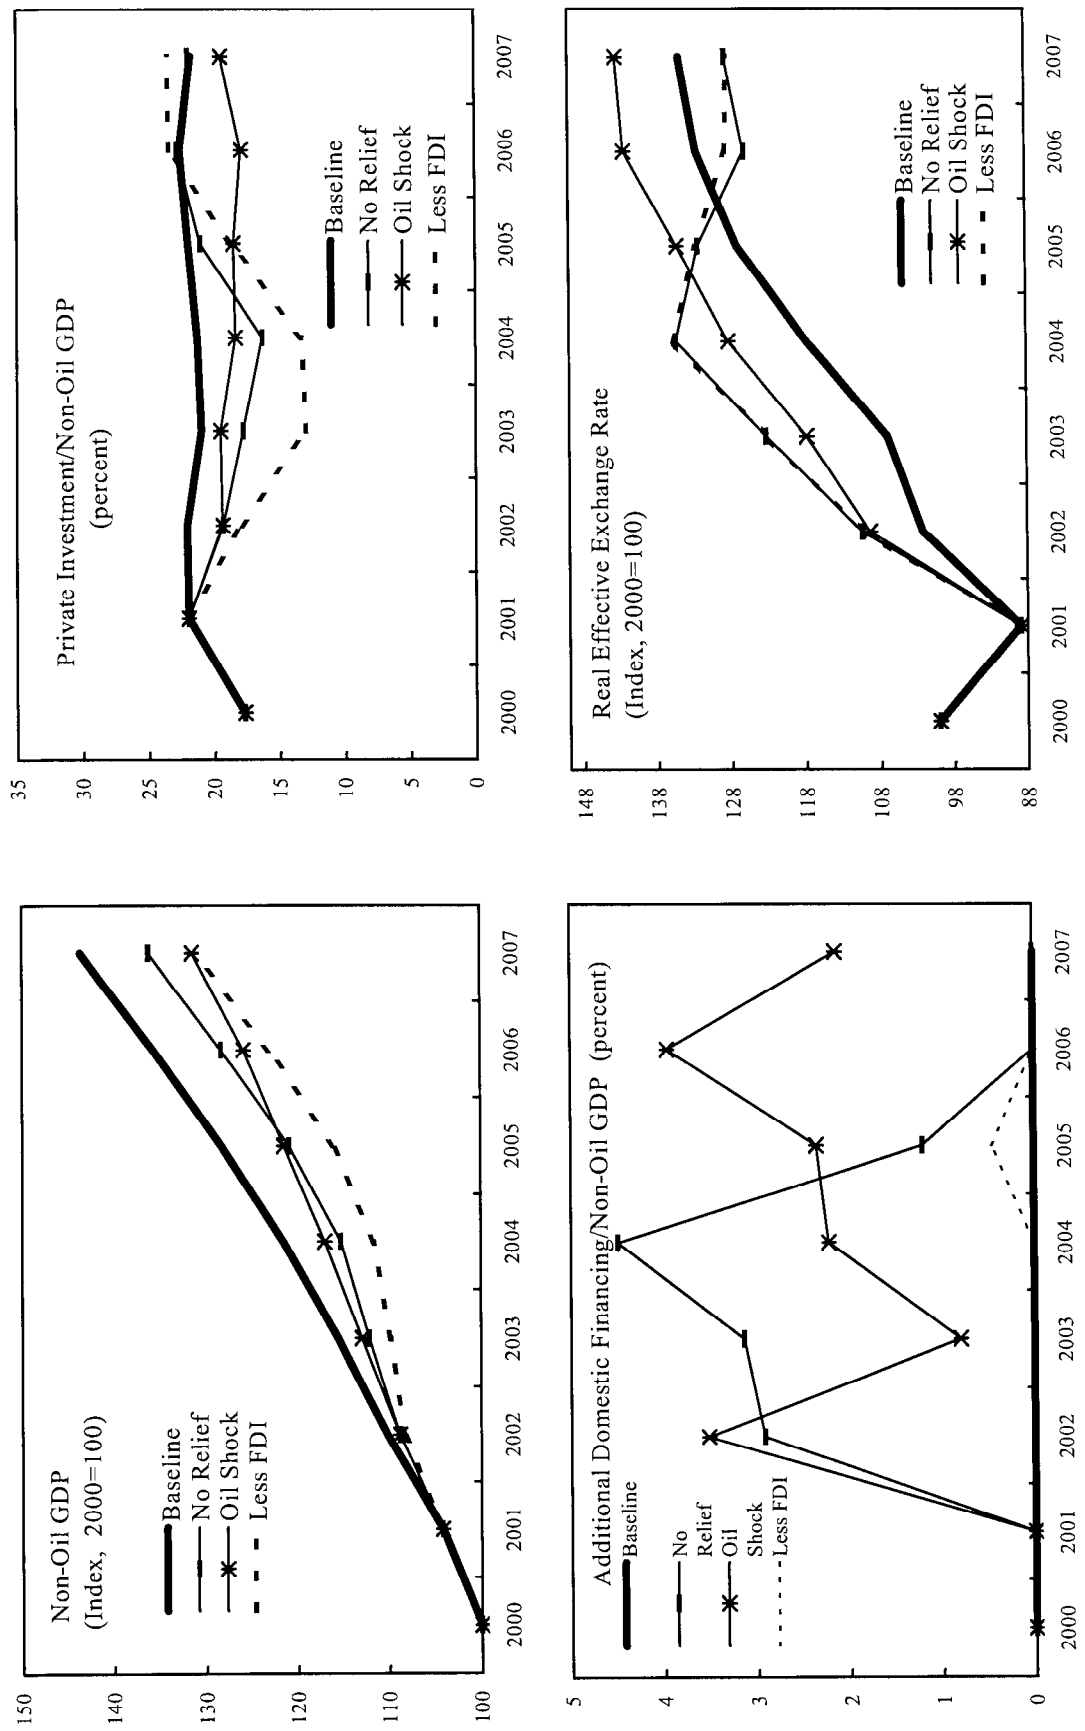 Non-Oil GDP
(Index, 2000=100)
Baseline
No Relief
Oil Shock
Less FDI
150
140
130
120
110
100
2000
2001
2002
2003
2004
2005
2006
2007
Private Investment/Non-Oil GDP
(percent)
35
30
25
20
15
10
5
0
Baseline
No Relief
Oil Shock
Less FDI
2000
2001
2002
2003
2004
2005
2006
2007
Additional Domestic Financing/Non-Oil GDP (percent)
Baseline
No
Relief
Oil
Shock
Less FDI
5
4
3
2
1
0
2000
2001
2002
2003
2004
2005
2006
2007
Real Effective Exchange Rate
(Index, 2000=100)
148
138
128
118
108
98
88
Baseline
No Relief
Oil Shock
Less FDI
2000
2001
2002
2003
2004
2005
2006
2007